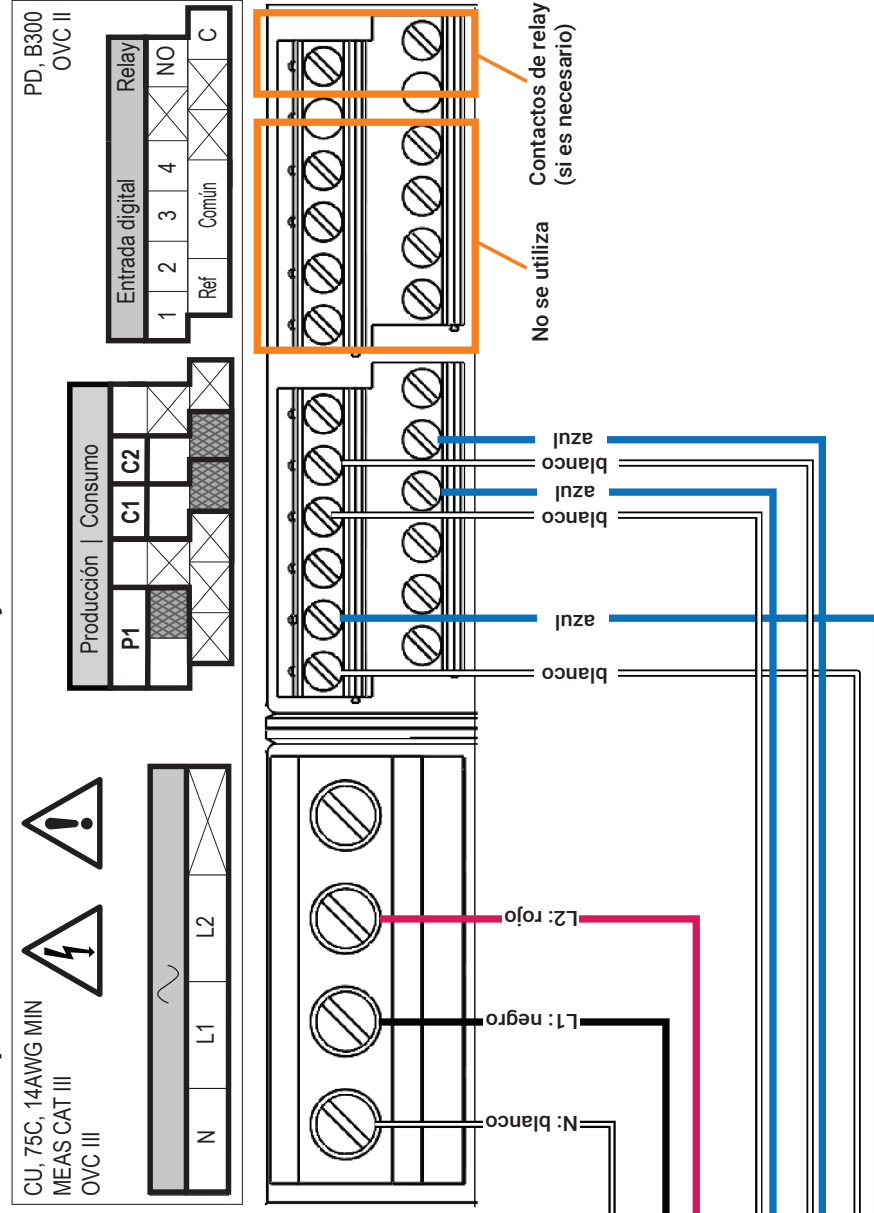 CU, 75C, 14AWG MIN
MEAS CAT III
OVC III
N
L1
L2
Producción | Consumo
P1
C1
C2
PD, B300
OVC II
Entrada digital
Relay
1
2
3
4
NO
Ref
Común
C
N: blanco
L1: negro
L2: rojo
blanco
azul
blanco
azul
blanco
azul
No se utiliza
Contactos de relay
(si es necesario)